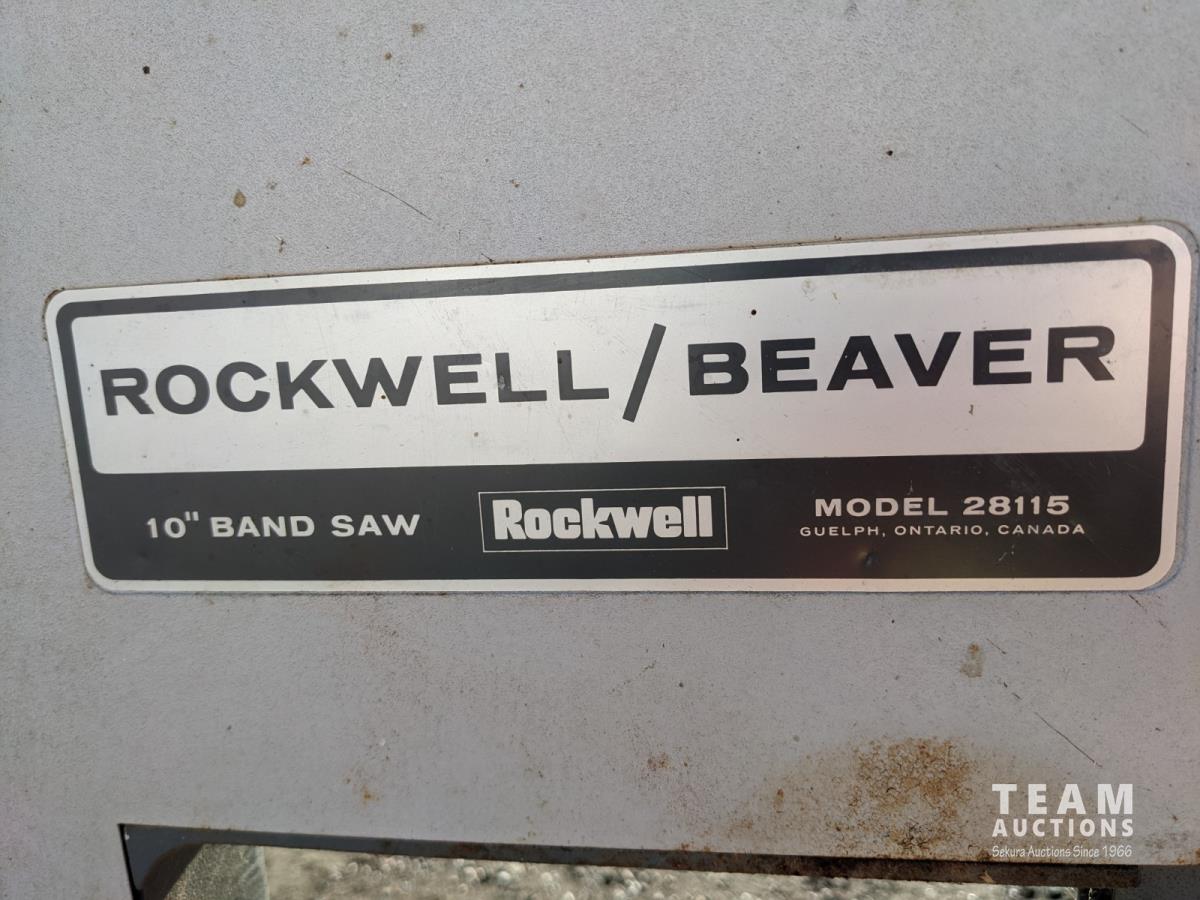 ROCKWELL/BEAVER
10" BAND SAW
Rockwell
MODEL 28115
GUELPH, ONTARIO, CANADA
TEAM
AUCTIONS
Sekura Auctions Since 1966